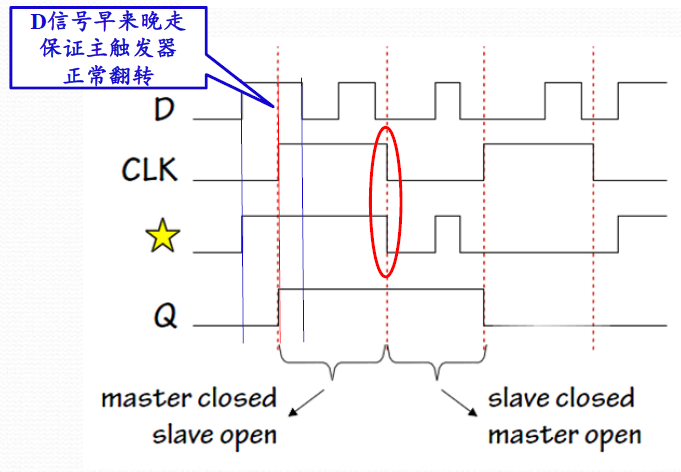 D信号早来晚走
保证主触发器
正常翻转
D
CLK
Q
master closed
slave open
slave closed
master open